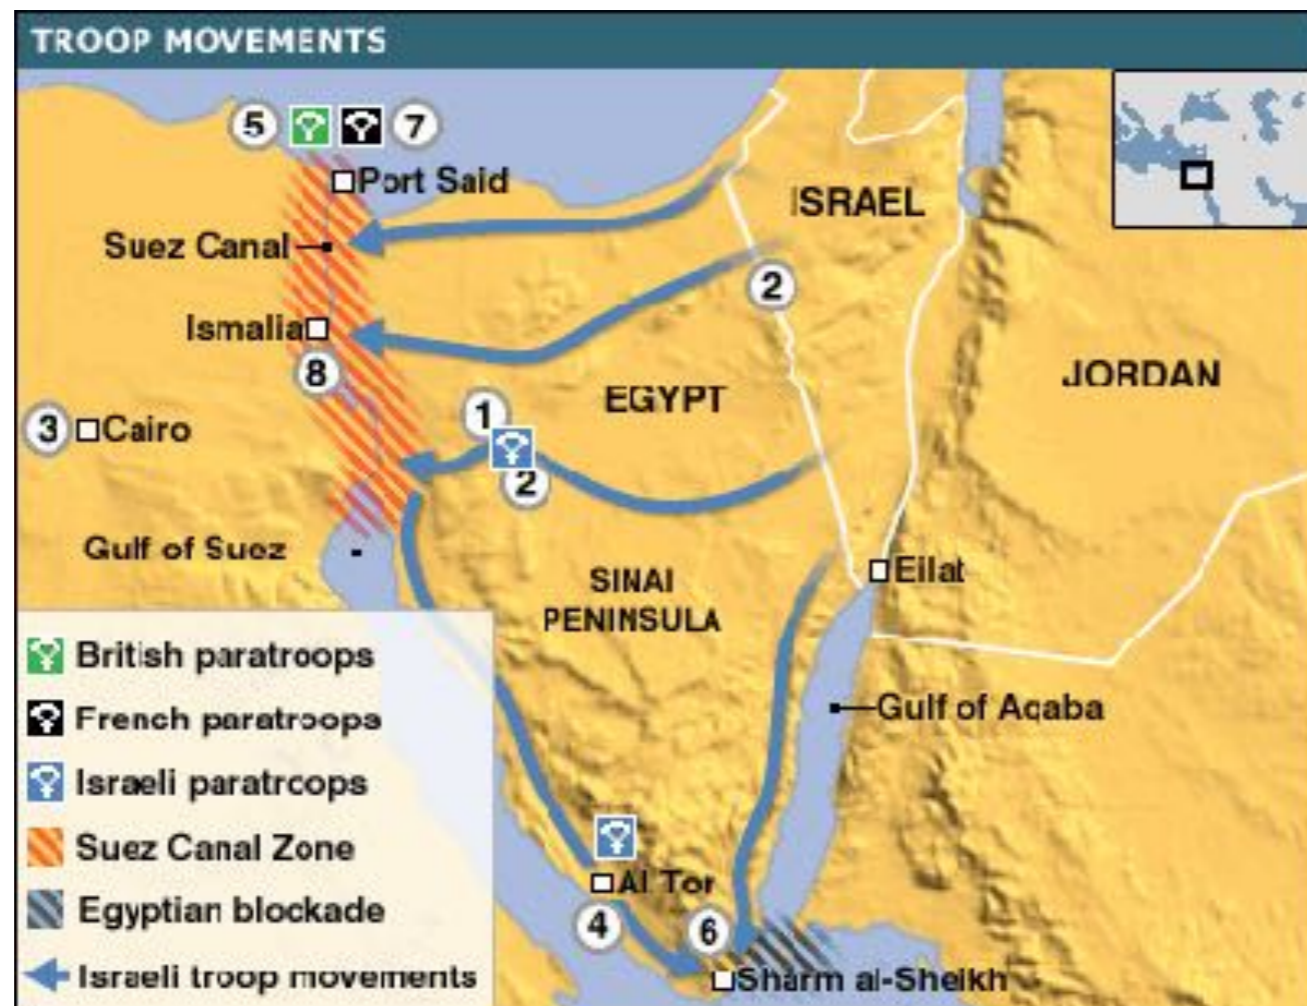 TROOP MOVEMENTS
5
7
Port Said
ISRAEL
Suez Canal
2
Ismalia
8
JORDAN
EGYPT
1
3
Cairo
2
Gulf of Suez
Eilat
SINAI
PENINSULA
British paratroops
French paratroops
Gulf of Aqaba
Israeli paratroops
Suez Canal Zone
Al Tor
Egyptian blockade
4
6
Israeli troop movements
Sharm al-Sheikh